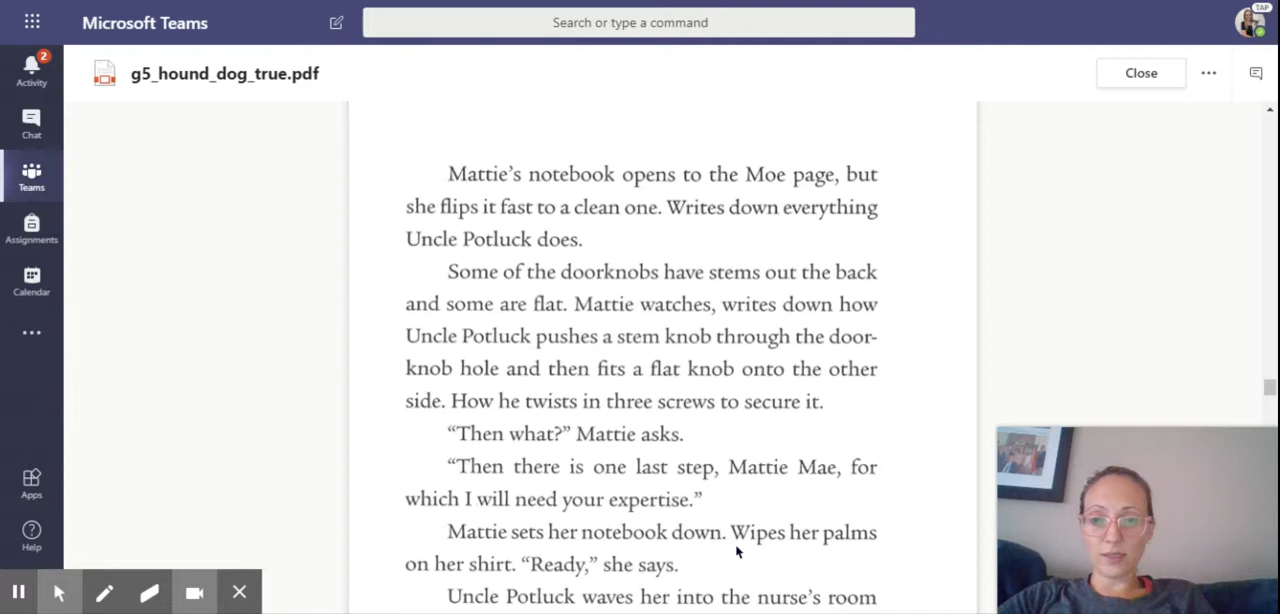 Microsoft Teams
Search or type a command
TAP
2
Activity
g5_hound_dog_true.pdf
Close
Chat
Teams
Assignments
Calendar
Apps
Help
Mattie’s notebook opens to the Moe page, but
she flips it fast to a clean one. Writes down everything
Uncle Potluck does.
Some of the doorknobs have stems out the back
and some are flat. Mattie watches, writes down how
Uncle Potluck pushes a stem knob through the door-
knob hole and then fits a flat knob onto the other
side. How he twists in three screws to secure it.
“Then what?” Mattie asks.
“Then there is one last step, Mattie Mae, for
which I will need your expertise.”
Mattie sets her notebook down. Wipes her palms
on her shirt. “Ready,” she says.
Uncle Potluck waves her into the nurse’s room